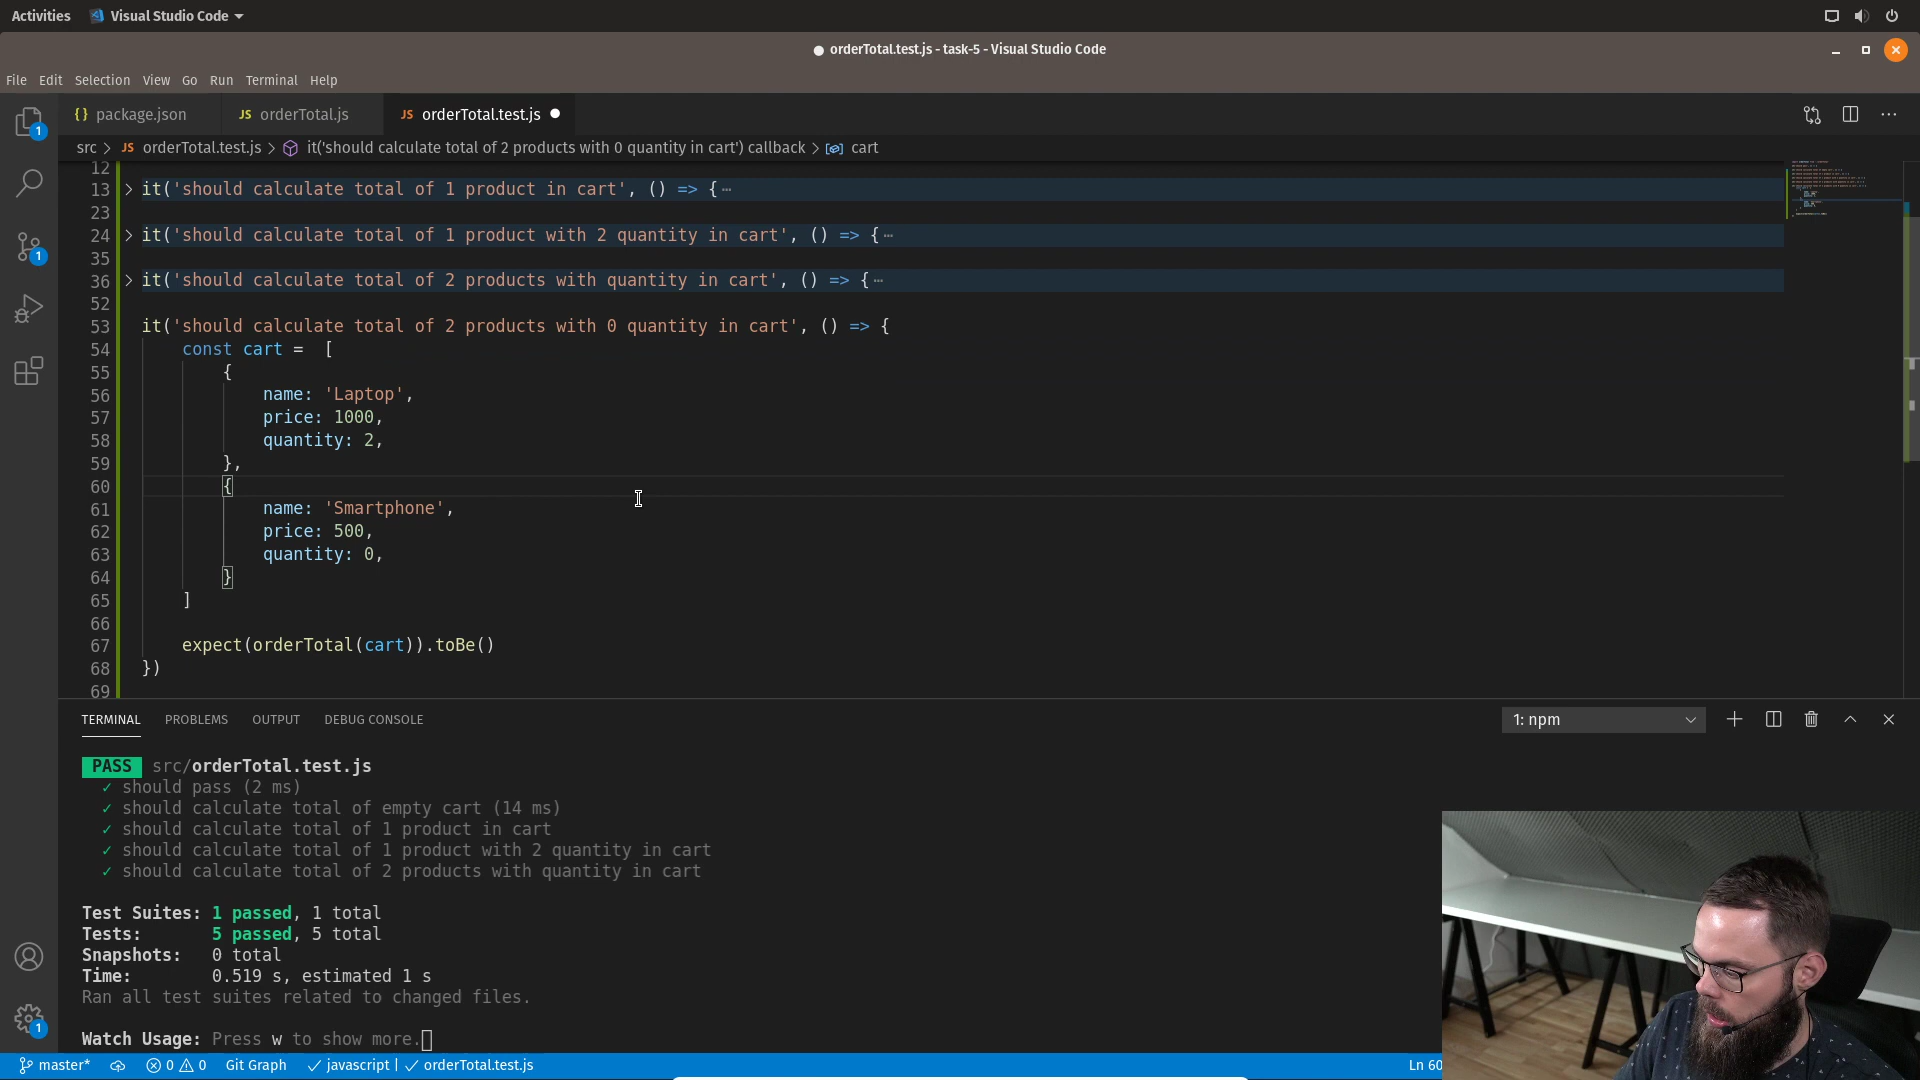 Activities Visual Studio Code
orderTotal.test.js - task-5 - Visual Studio Code
File Edit Selection View Go Run Terminal Help
{} package.json JS orderTotal.js JS orderTotal.test.js
src > JS orderTotal.test.js > it('should calculate total of 2 products with 0 quantity in cart') callback > cart
12
13 it('should calculate total of 1 product in cart', () => {…
23
24 it('should calculate total of 1 product with 2 quantity in cart', () => {…
35
36 it('should calculate total of 2 products with quantity in cart', () => {…
52
53 it('should calculate total of 2 products with 0 quantity in cart', () => {
54 const cart =  [
55 {
56 name: 'Laptop',
57 price: 1000,
58 quantity: 2,
59 },
60 {
61 name: 'Smartphone',
62 price: 500,
63 quantity: 0,
64 }
65 ]
66
67 expect(orderTotal(cart)).toBe()
68 })
69
1
1
1
TERMINAL PROBLEMS OUTPUT DEBUG CONSOLE 1: npm
PASS src/orderTotal.test.js
✓ should pass (2 ms)
✓ should calculate total of empty cart (14 ms)
✓ should calculate total of 1 product in cart
✓ should calculate total of 1 product with 2 quantity in cart
✓ should calculate total of 2 products with quantity in cart
Test Suites: 1 passed, 1 total
Tests: 5 passed, 5 total
Snapshots: 0 total
Time: 0.519 s, estimated 1 s
Ran all test suites related to changed files.
Watch Usage: Press w to show more.
master* 0 0 Git Graph ✓ javascript | ✓ orderTotal.test.js Ln 60